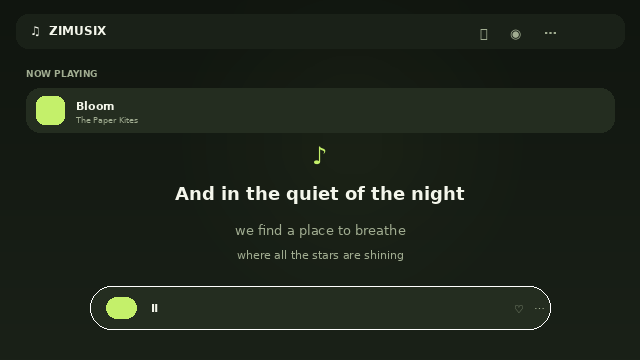 ZIMUSIX
NOW PLAYING
Bloom
The Paper Kites
And in the quiet of the night
we find a place to breathe
where all the stars are shining